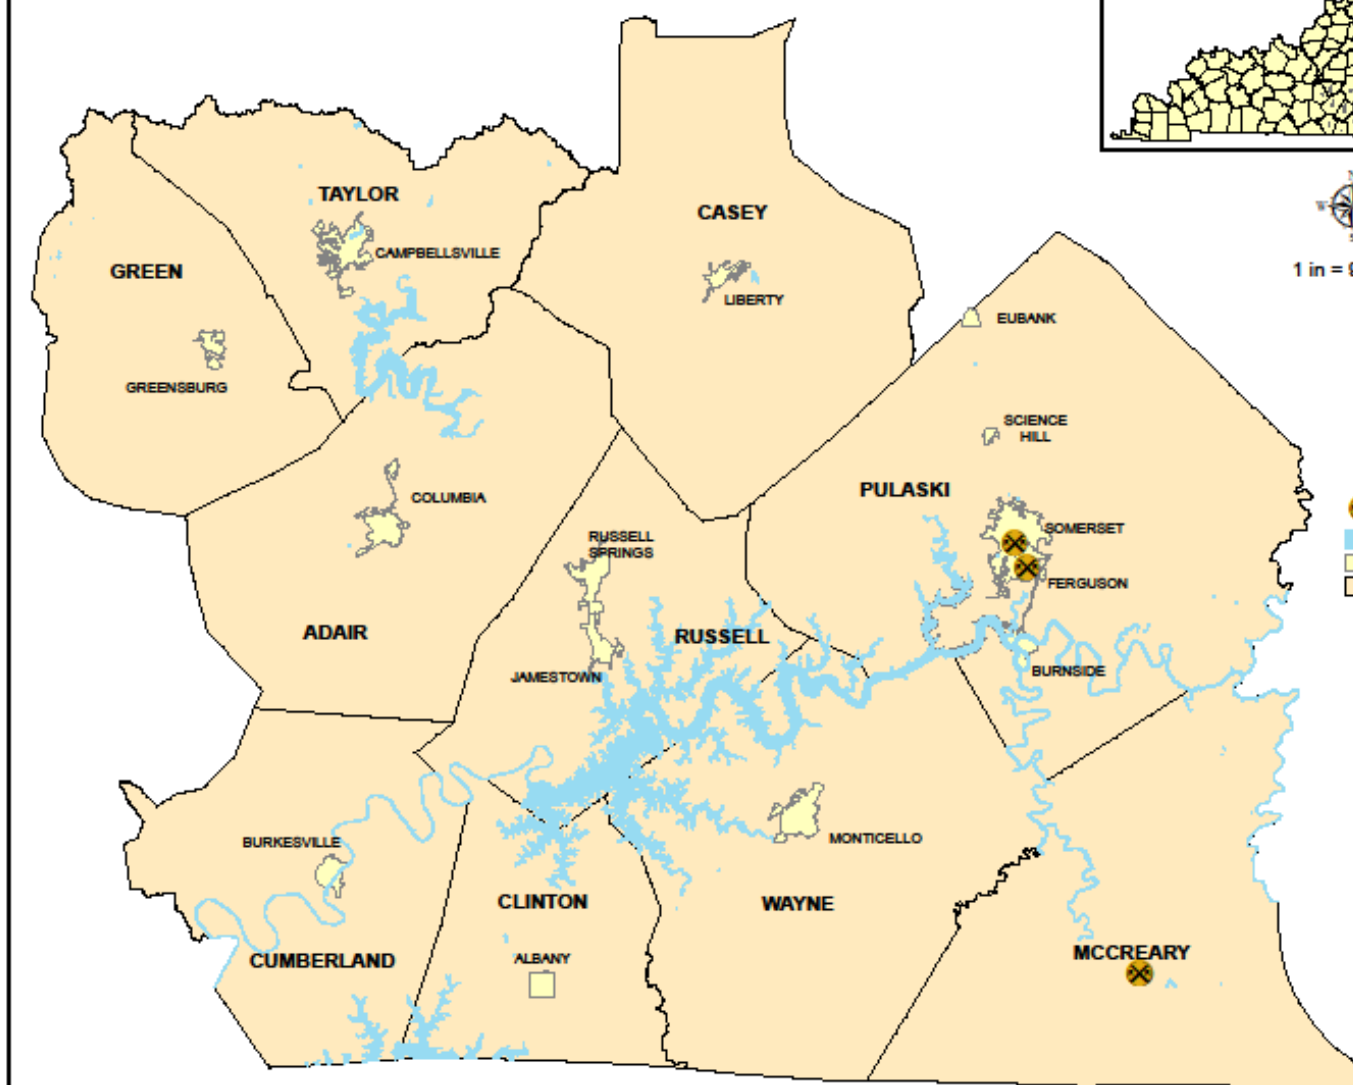 TAYLOR
CASEY
CAMPBELLSVILLE
GREEN
1 in = 
LIBERTY
EUBANK
GREENSBURG
SCIENCE
HILL
PULASKI
COLUMBIA
SOMERSET
RUSSELL
SPRINGS
FERGUSON
ADAIR
RUSSELL
BURNSIDE
JAMESTOWN
BURKESVILLE
MONTICELLO
CLINTON
WAYNE
MCCREARY
CUMBERLAND
ALBANY